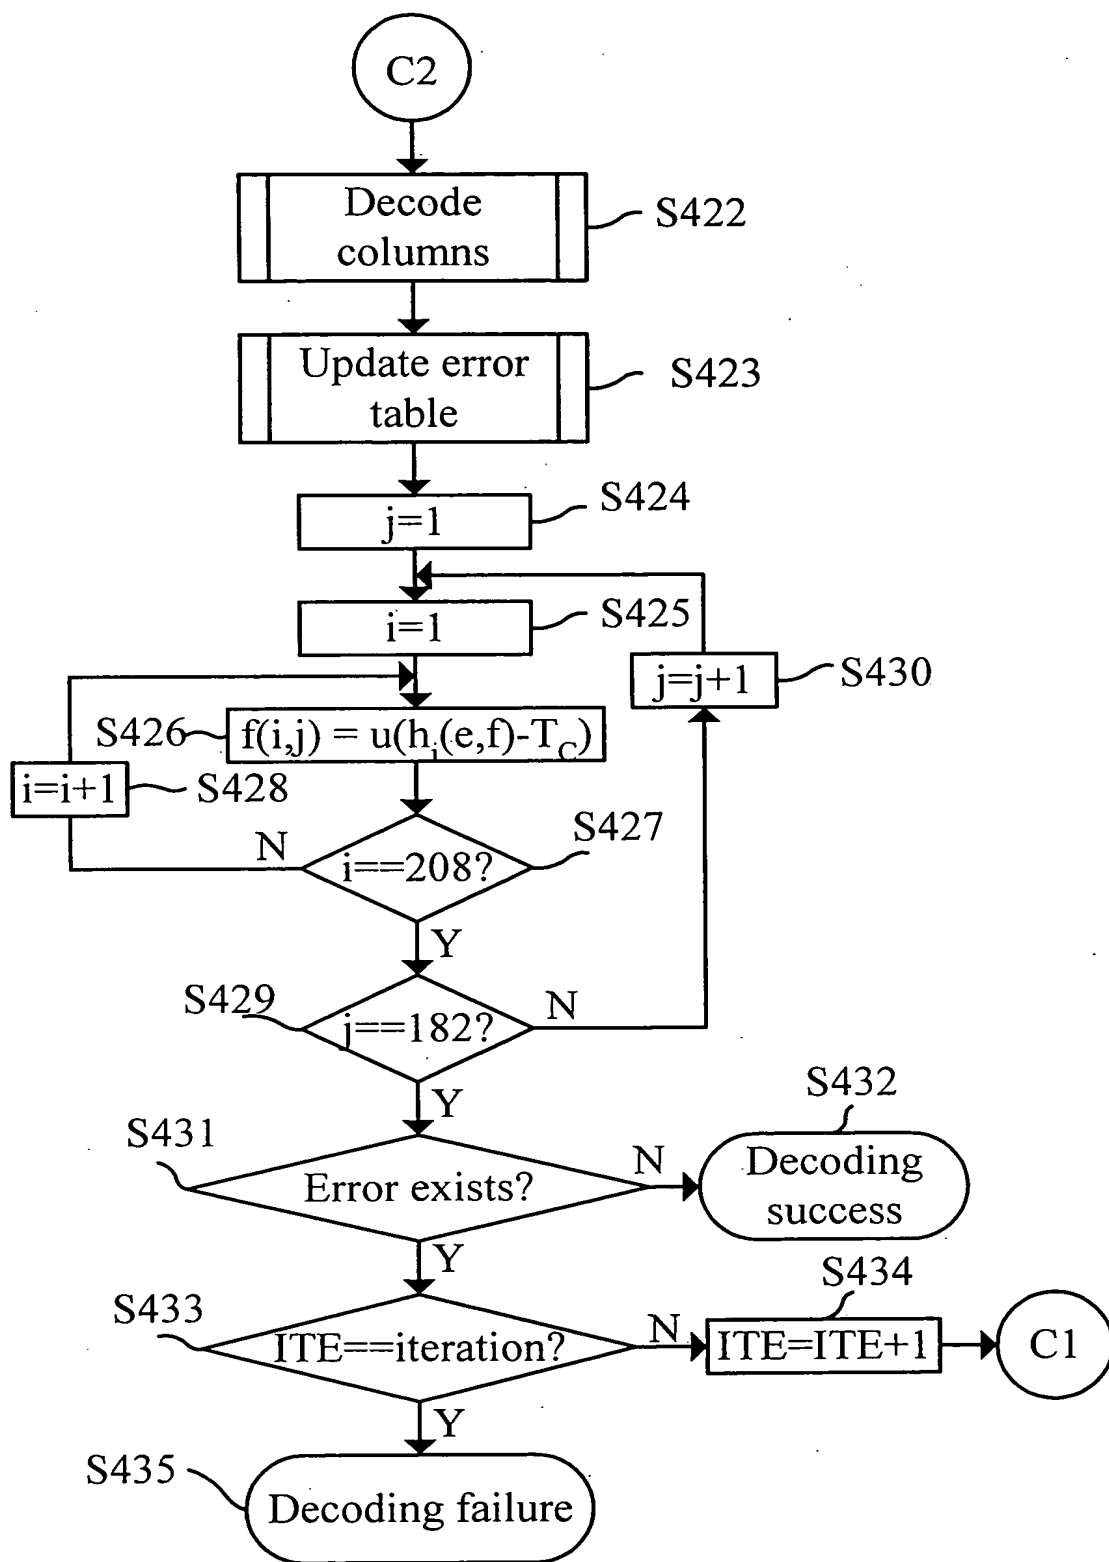 C2
Decode
columns
S422
Update error
table
S423
j=1
S424
i=1
S425
j=j+1
S430
S426
f(i,j) = u(h_i(e,f)-T_C)
i=i+1
S428
i==208?
S427
N
Y
j==182?
S429
N
Y
Error exists?
S431
N
Decoding
success
S432
Y
ITE==iteration?
S433
N
ITE=ITE+1
S434
C1
Y
Decoding failure
S435